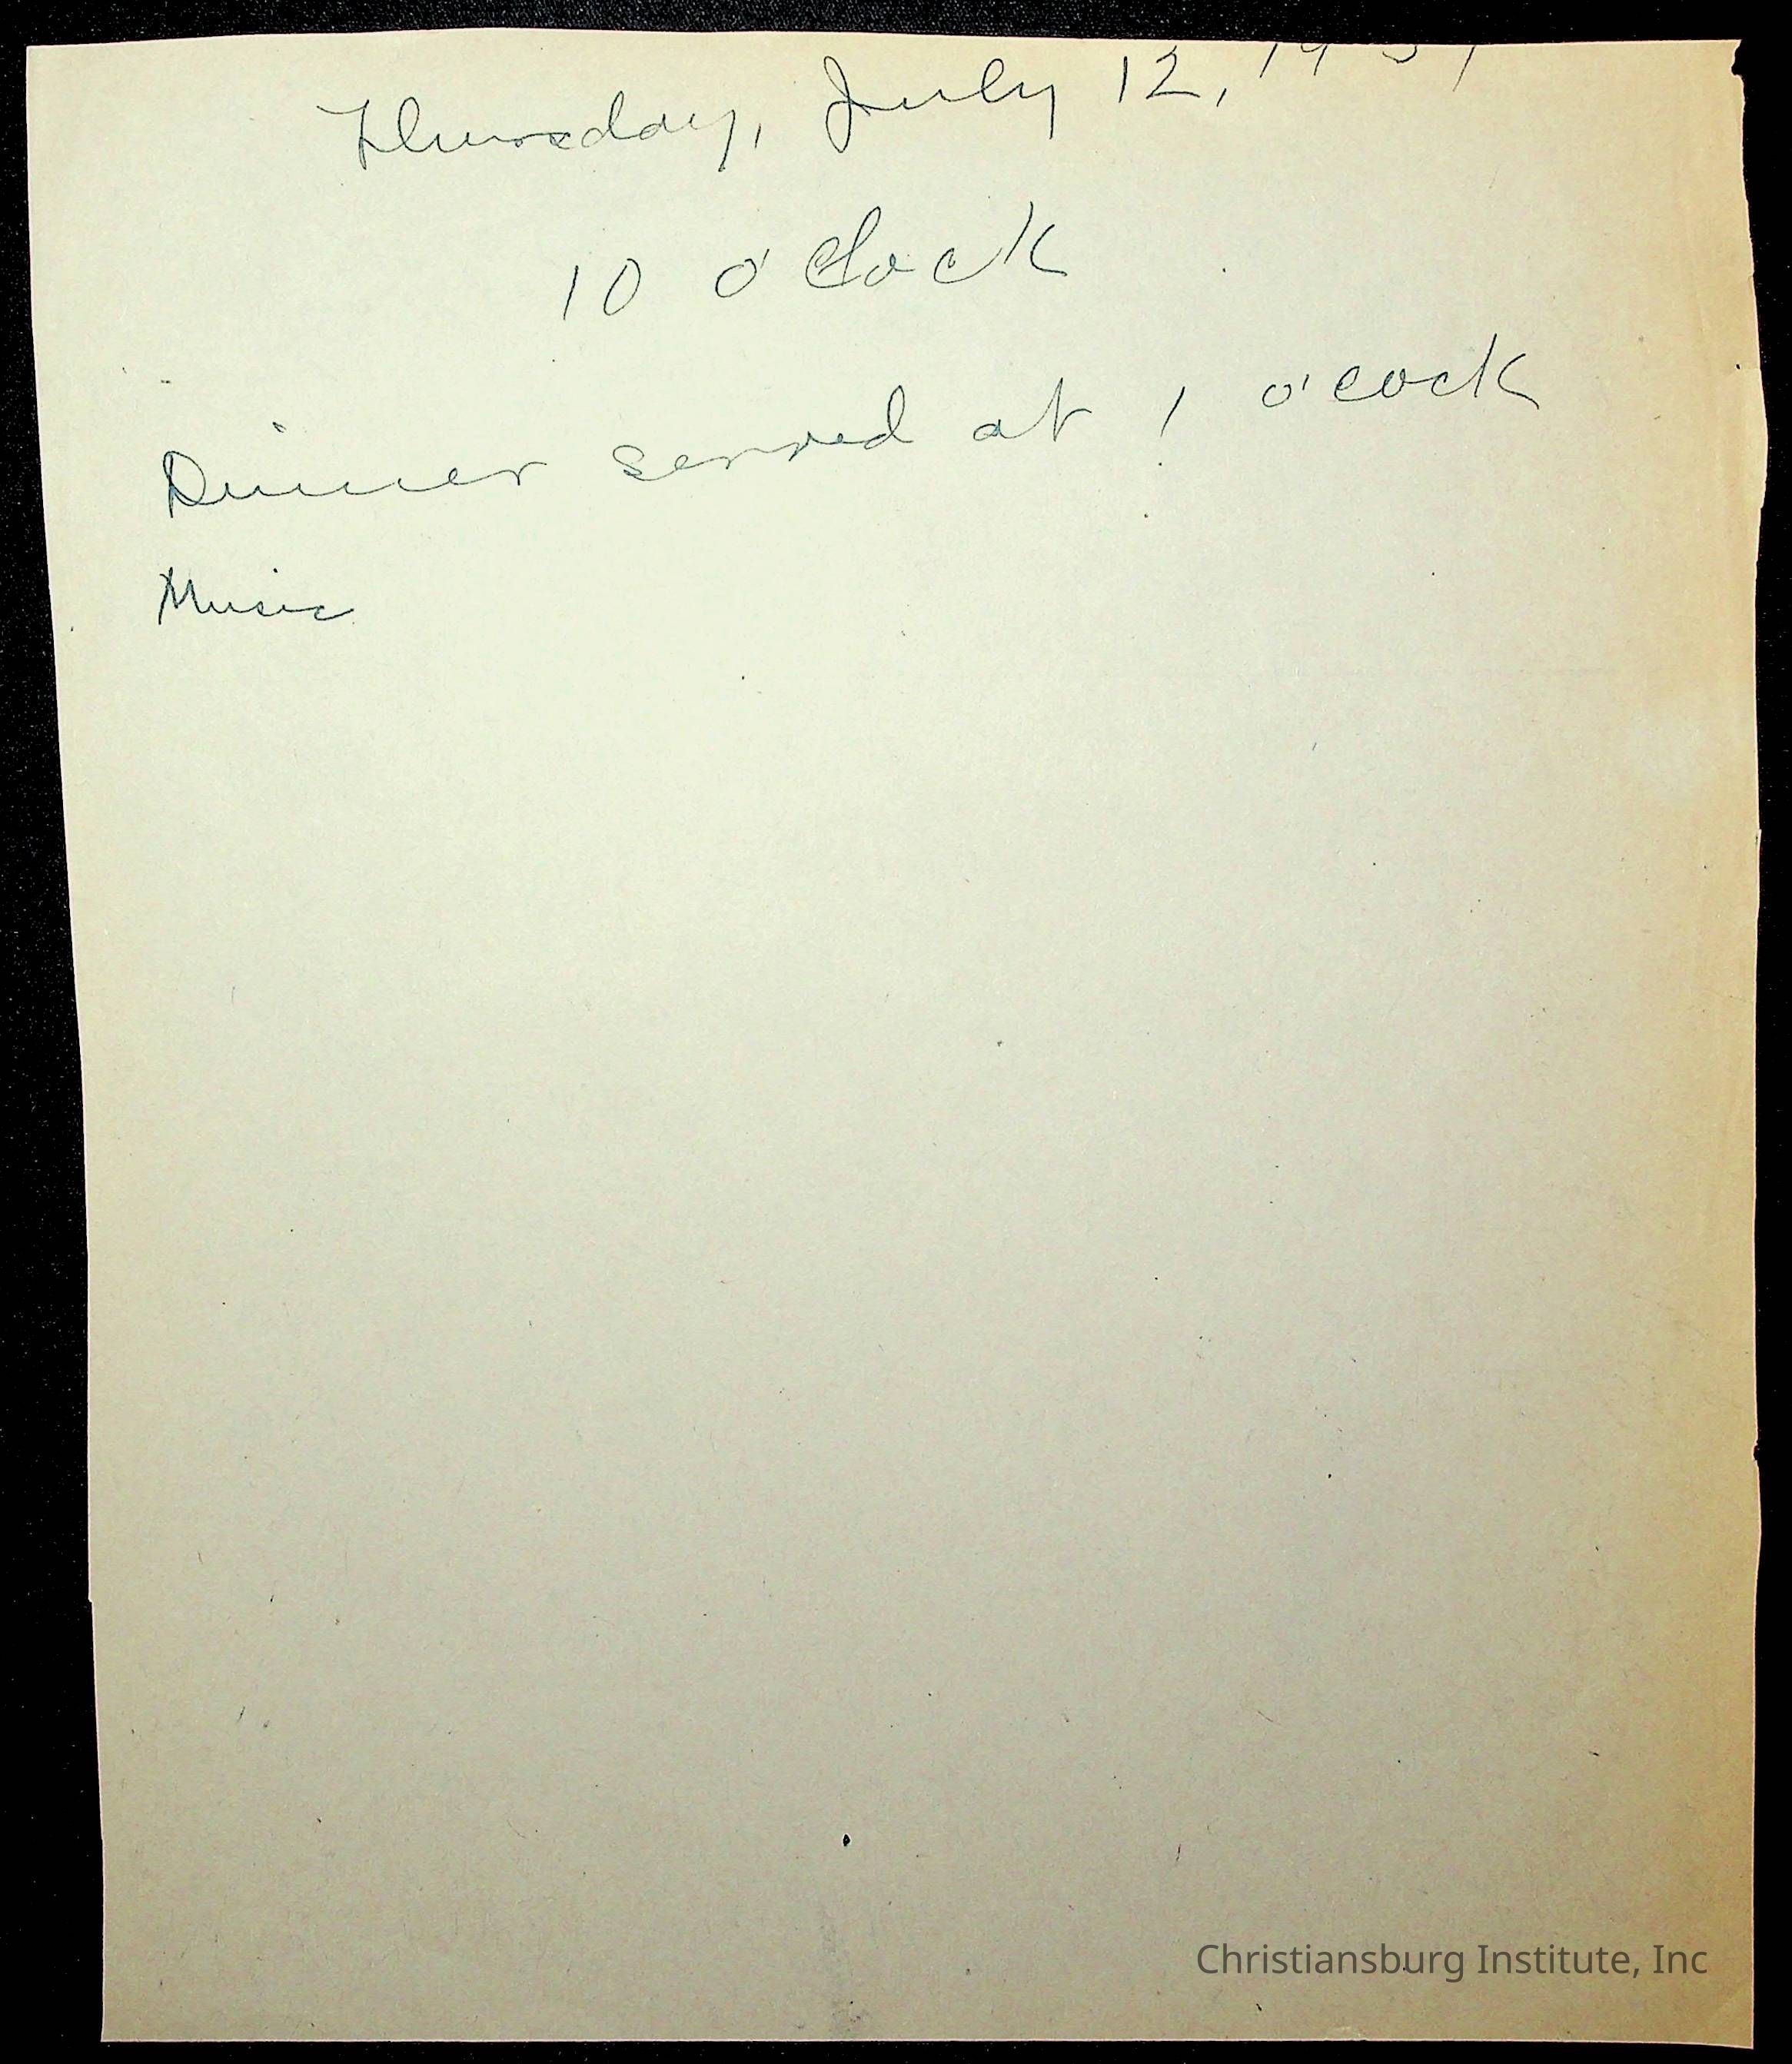 Thursday, July 12, 1951
10 o'Clock
Dinner served at 1 o'cock
Music
Christiansburg Institute, Inc